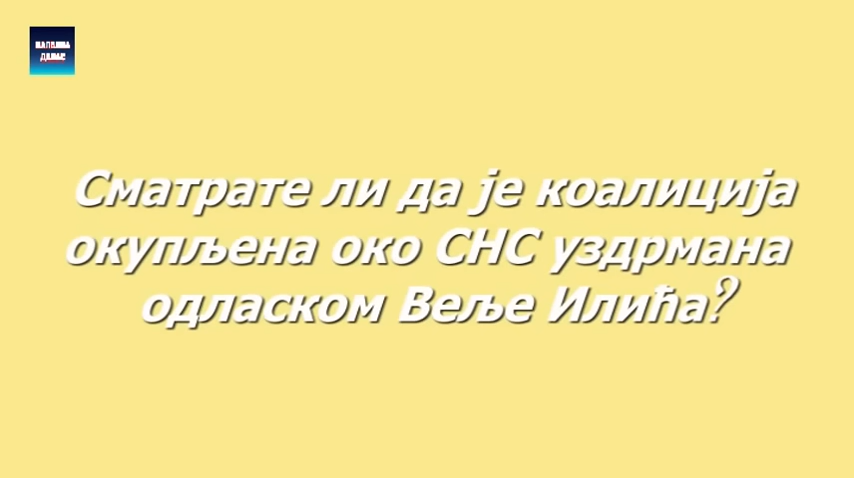 Сматрате ли да је коалиција
окупљена око СНС уздрмана
одласком Веље Илића?